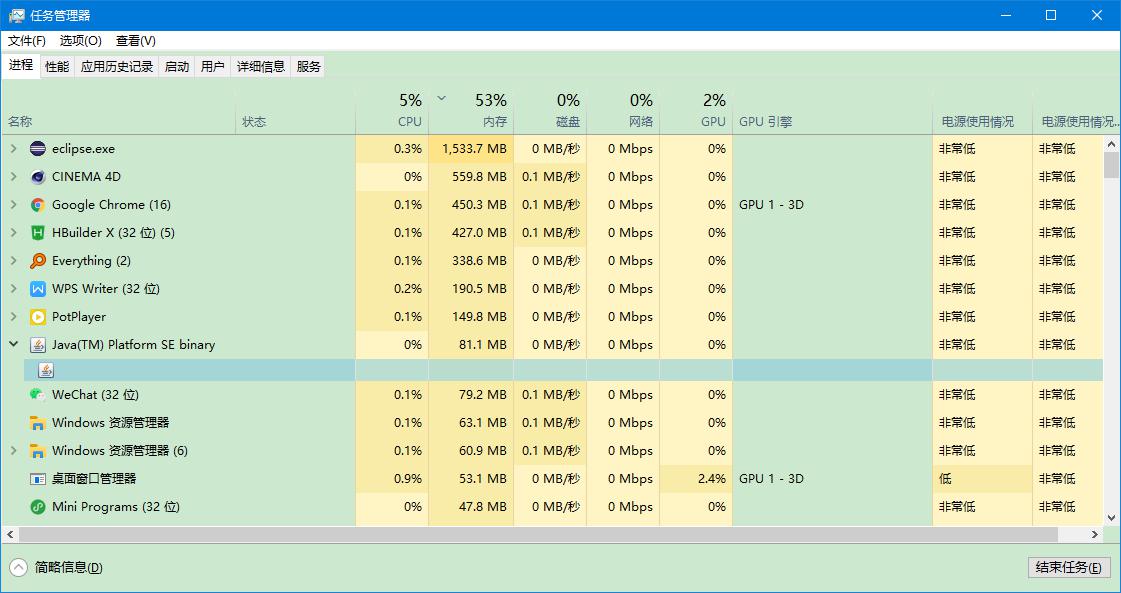 任务管理器
文件(F) 选项(O) 查看(V)
进程 性能 应用历史记录 启动 用户 详细信息 服务
5% 53% 0% 0% 2%
名称 状态 CPU 内存 磁盘 网络 GPU GPU 引擎 电源使用情况 电源使用情况...
eclipse.exe 0.3% 1,533.7 MB 0 MB/秒 0 Mbps 0% 非常低 非常低
CINEMA 4D 0% 559.8 MB 0.1 MB/秒 0 Mbps 0% 非常低 非常低
Google Chrome (16) 0.1% 450.3 MB 0.1 MB/秒 0 Mbps 0% GPU 1 - 3D 非常低 非常低
HBuilder X (32 位) (5) 0.1% 427.0 MB 0.1 MB/秒 0 Mbps 0% 非常低 非常低
Everything (2) 0.1% 338.6 MB 0 MB/秒 0 Mbps 0% 非常低 非常低
WPS Writer (32 位) 0.2% 190.5 MB 0 MB/秒 0 Mbps 0% 非常低 非常低
PotPlayer 0.1% 149.8 MB 0 MB/秒 0 Mbps 0% 非常低 非常低
Java(TM) Platform SE binary 0% 81.1 MB 0 MB/秒 0 Mbps 0% 非常低 非常低
WeChat (32 位) 0.1% 79.2 MB 0.1 MB/秒 0 Mbps 0% 非常低 非常低
Windows 资源管理器 0.1% 63.1 MB 0.1 MB/秒 0 Mbps 0% 非常低 非常低
Windows 资源管理器 (6) 0.1% 60.9 MB 0.1 MB/秒 0 Mbps 0% 非常低 非常低
桌面窗口管理器 0.9% 53.1 MB 0 MB/秒 0 Mbps 2.4% GPU 1 - 3D 低 非常低
Mini Programs (32 位) 0% 47.8 MB 0 MB/秒 0 Mbps 0% 非常低 非常低
简略信息(D) 结束任务(E)